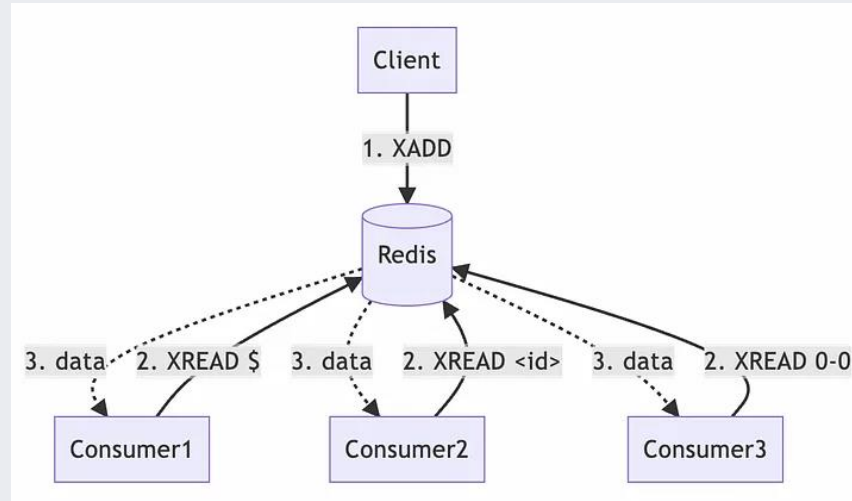 Client
1. XADD
Redis
3. data
2. XREAD $
3. data
2. XREAD <id>
3. data
2. XREAD 0-0
Consumer1
Consumer2
Consumer3